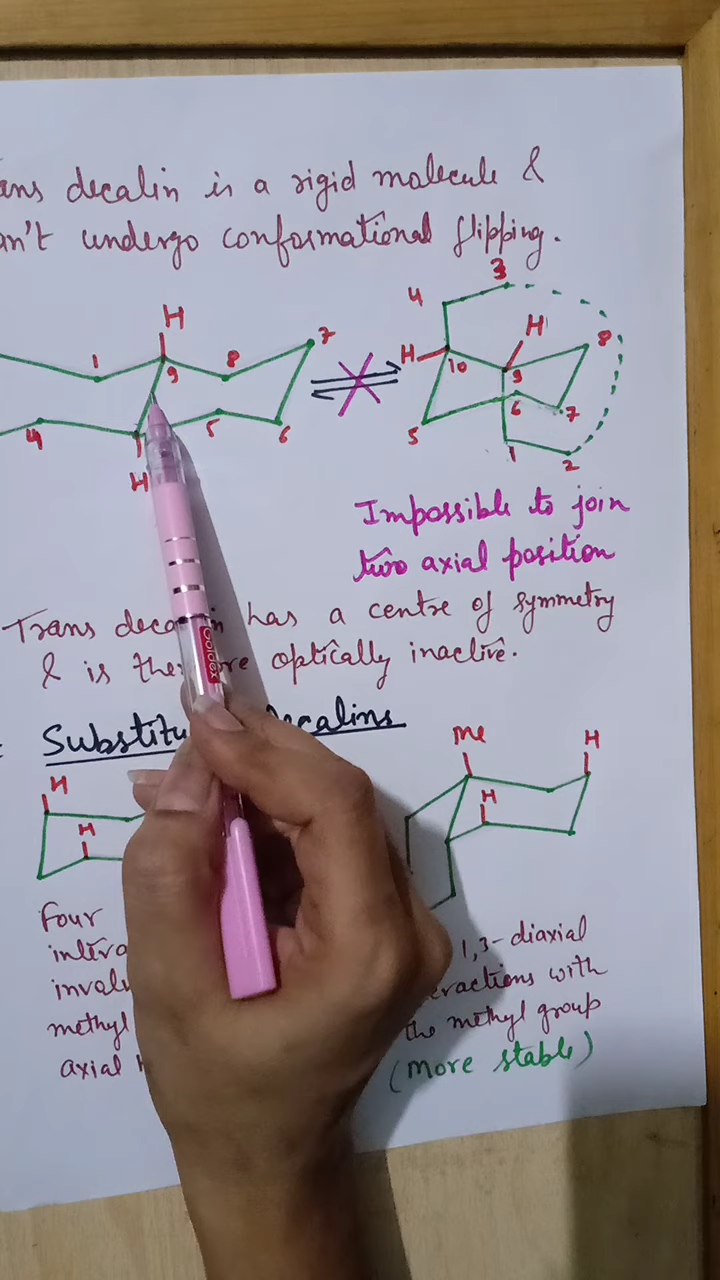 ans decalin is a rigid molecule &
an't undergo conformational flipping.
H
1
9
8
7
4
5
6
H
3
4
H
H
10
9
8
6
7
5
1
2
Impossible to join
two axial position
Trans deca n has a centre of symmetry
& is the re optically inactive.
Substitu ecalins
H
H
Me
H
H
Four
intera
invol
methyl
axial
1,3-diaxial
eractions with
the methyl group
(More stable)